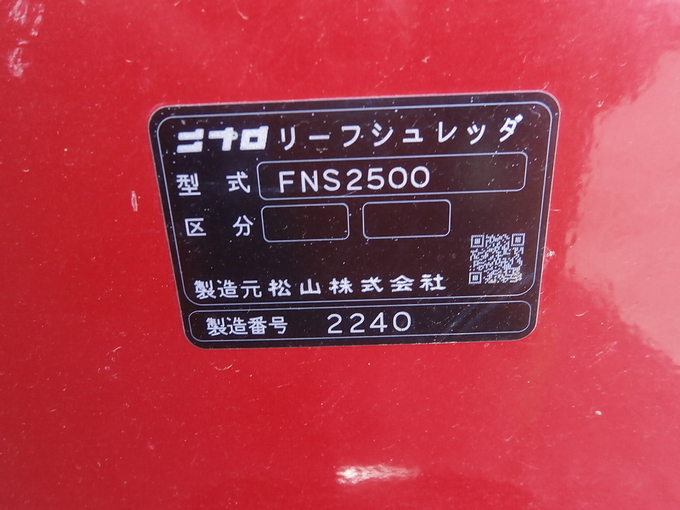 ニプロ リーフシュレッダ
型式 FNS2500
区分
製造元 松山株式会社
製造番号 2240